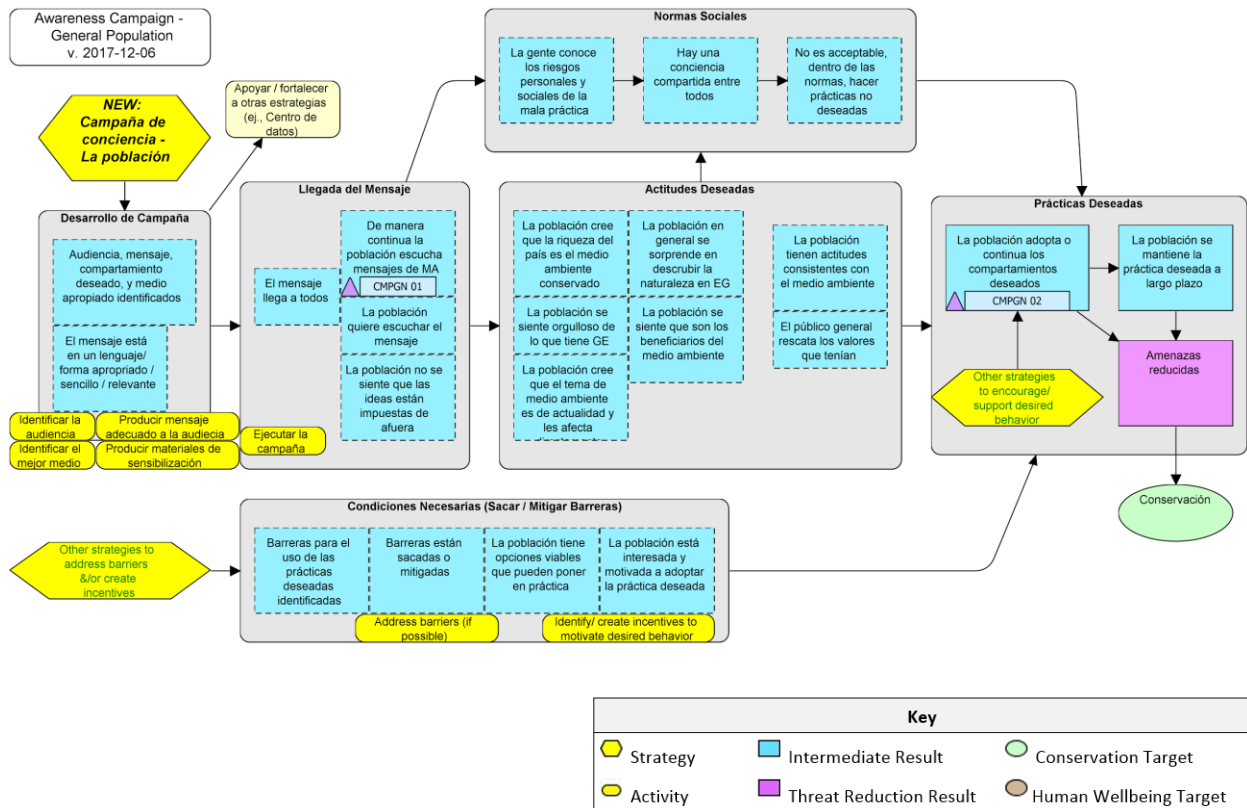 Awareness Campaign -
General Population
v. 2017-12-06
NEW:
Campaña de
conciencia -
La población
Apoyar / fortalecer
a otras estrategias
(ej., Centro de
datos)
Normas Sociales
La gente conoce
los riesgos
personales y
sociales de la
mala práctica
Hay una
conciencia
compartida entre
todos
No es acceptable,
dentro de las
normas, hacer
prácticas no
deseadas
Desarrollo de Campaña
Audiencia, mensaje,
compartamiento
deseado, y medio
apropiado identificados
El mensaje está
en un lenguaje/
forma apropriado /
sencillo / relevante
Identificar la
audiencia
Producir mensaje
adecuado a la audiecia
Identificar el
mejor medio
Producir materiales de
sensibilización
Ejecutar la
campaña
Llegada del Mensaje
El mensaje
llega a todos
De manera
continua la
población escucha
mensajes de MA
CMPGN 01
La población
quiere escuchar el
mensaje
La población no se
siente que las
ideas están
impuestas de
afuera
Actitudes Deseadas
La población cree
que la riqueza del
país es el medio
ambiente
conservado
La población en
general se
sorprende en
descrubir la
naturaleza en EG
La población se
siente orgulloso de
lo que tiene GE
La población se
siente que son los
beneficiarios del
medio ambiente
La población cree
que el tema de
medio ambiente
es de actualidad y
les afecta
La población
tienen actitudes
consistentes con
el medio ambiente
El público general
rescata los valores
que tenían
Prácticas Deseadas
La población adopta o
continua los
compartamientos
deseados
CMPGN 02
La población se
mantiene la
práctica deseada a
largo plazo
Other strategies
to encourage/
support desired
behavior
Amenazas
reducidas
Conservación
Other strategies to
address barriers
&/or create
incentives
Condiciones Necesarias (Sacar / Mitigar Barreras)
Barreras para el
uso de las
prácticas
deseadas
identificadas
Barreras están
sacadas o
mitigadas
La población tiene
opciones viables
que pueden poner
en práctica
La población está
interesada y
motivada a adoptar
la práctica deseada
Address barriers (if
possible)
Identify/ create incentives to
motivate desired behavior
Key
Strategy
Intermediate Result
Conservation Target
Activity
Threat Reduction Result
Human Wellbeing Target